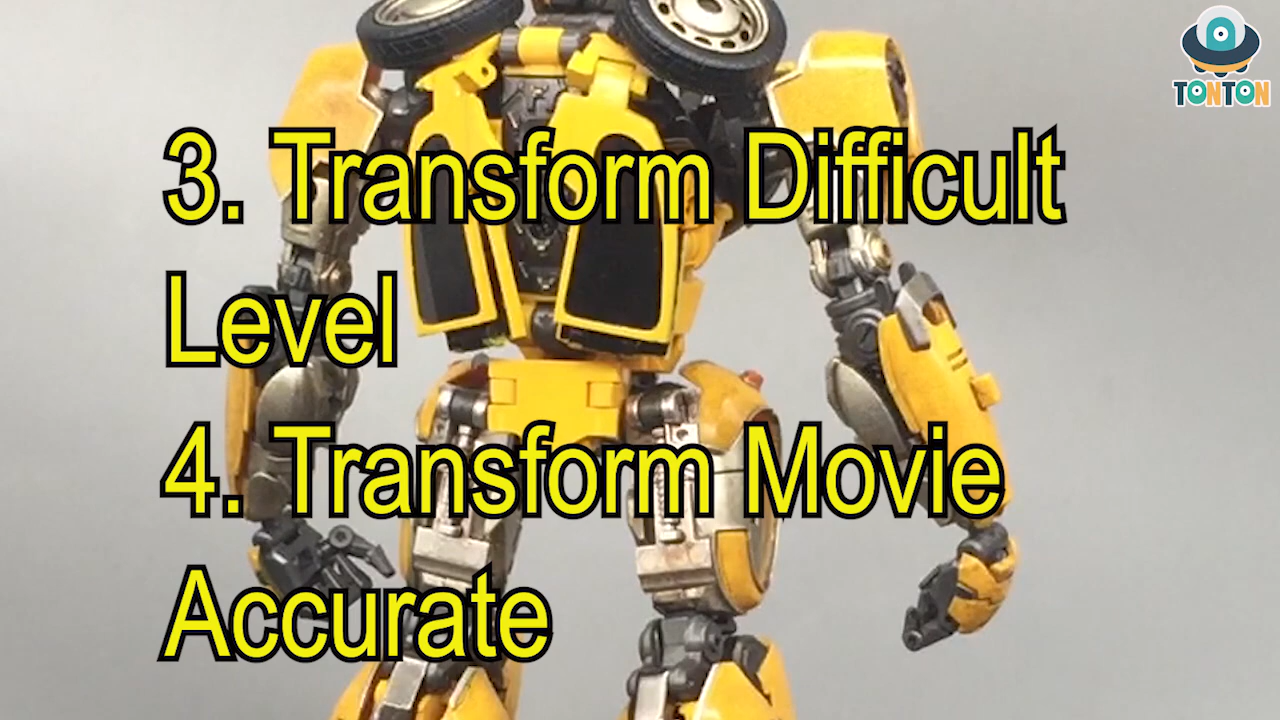 TONTON
3. Transform Difficult
Level
4. Transform Movie
Accurate